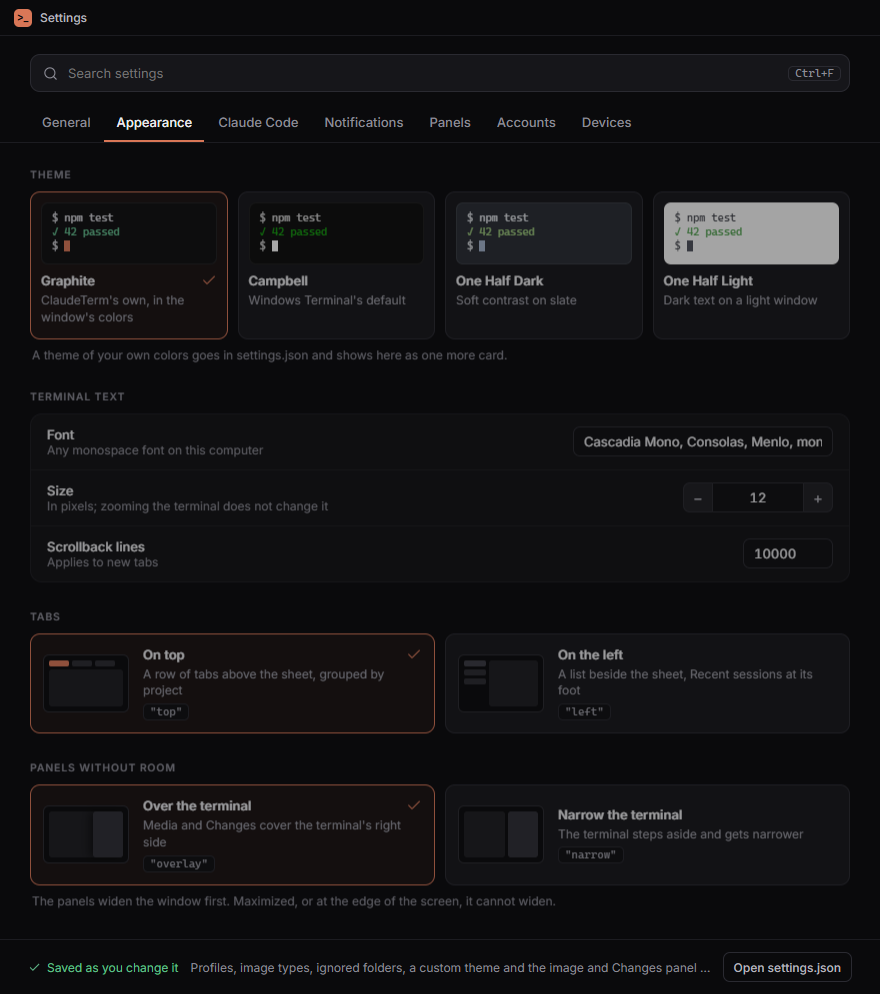 >_ Settings
Search settings Ctrl+F
General Appearance Claude Code Notifications Panels Accounts Devices
THEME
$ npm test
✓ 42 passed
$
Graphite
ClaudeTerm's own, in the
window's colors
$ npm test
✓ 42 passed
$
Campbell
Windows Terminal's default
$ npm test
✓ 42 passed
$
One Half Dark
Soft contrast on slate
$ npm test
✓ 42 passed
$
One Half Light
Dark text on a light window
A theme of your own colors goes in settings.json and shows here as one more card.
TERMINAL TEXT
Font
Any monospace font on this computer
Cascadia Mono, Consolas, Menlo, mon
Size
In pixels; zooming the terminal does not change it
− 12 +
Scrollback lines
Applies to new tabs
10000
TABS
On top
A row of tabs above the sheet, grouped by
project
"top"
On the left
A list beside the sheet, Recent sessions at its
foot
"left"
PANELS WITHOUT ROOM
Over the terminal
Media and Changes cover the terminal's right
side
"overlay"
Narrow the terminal
The terminal steps aside and gets narrower
"narrow"
The panels widen the window first. Maximized, or at the edge of the screen, it cannot widen.
✓ Saved as you change it Profiles, image types, ignored folders, a custom theme and the image and Changes panel ... Open settings.json